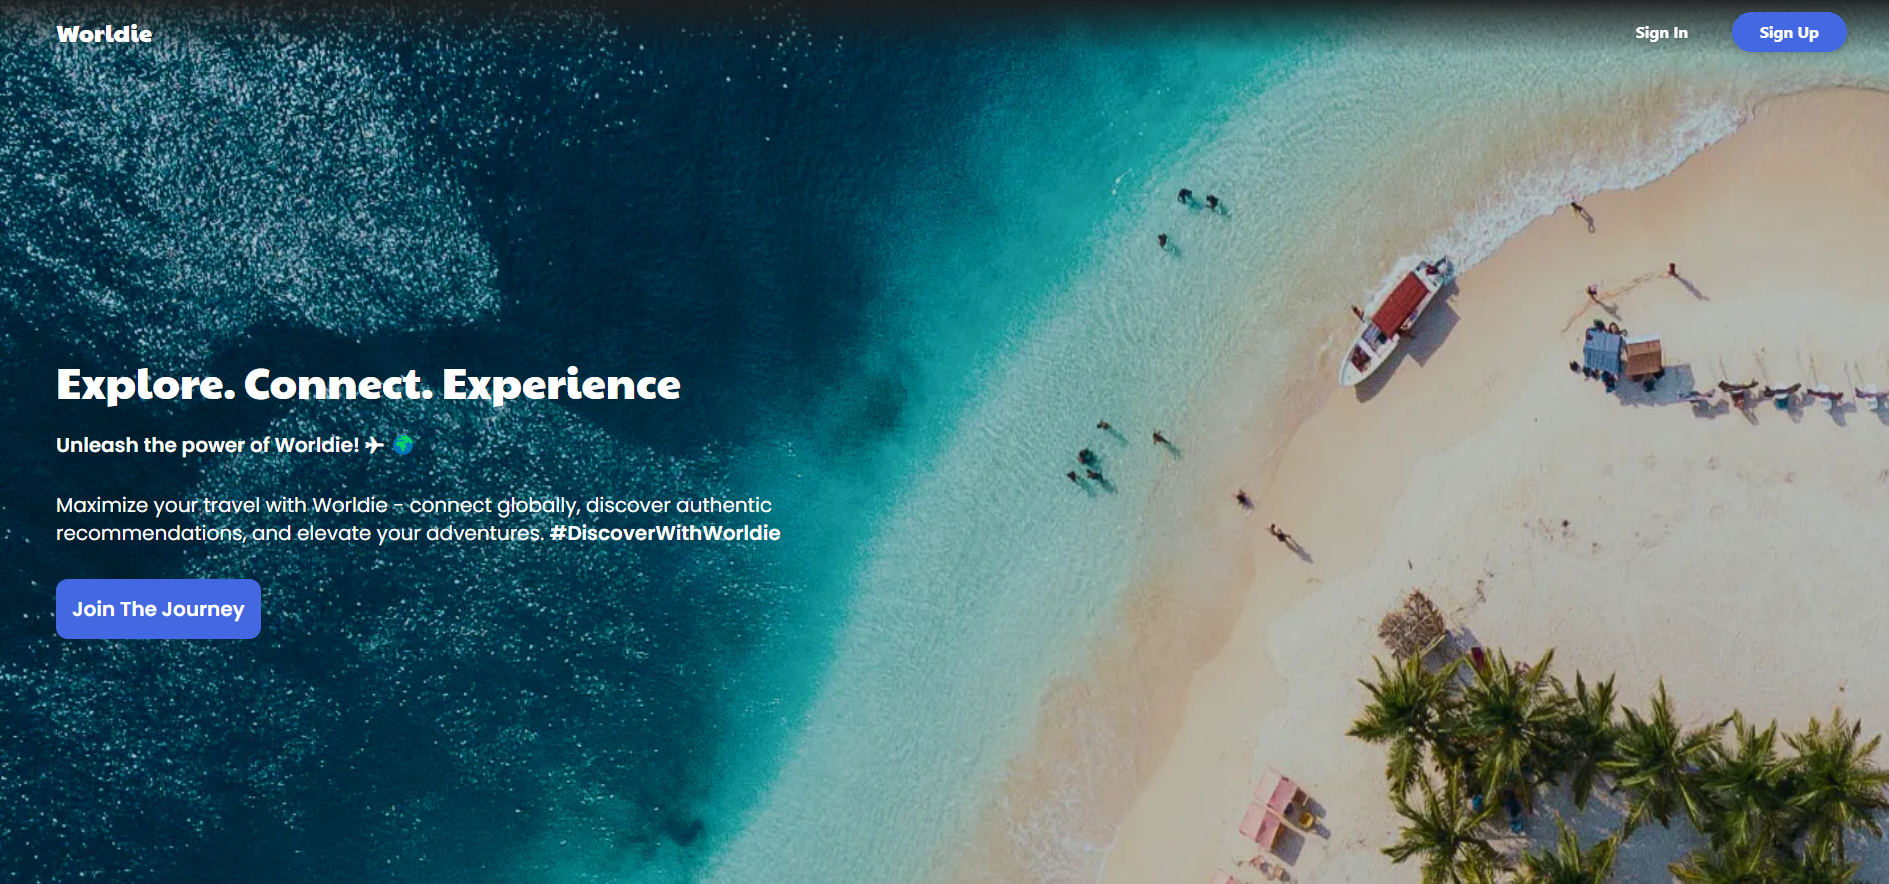 Worldie
Sign In
Sign Up
Explore. Connect. Experience
Unleash the power of Worldie! ✈ 🌍
Maximize your travel with Worldie - connect globally, discover authentic
recommendations, and elevate your adventures. #DiscoverWithWorldie
Join The Journey